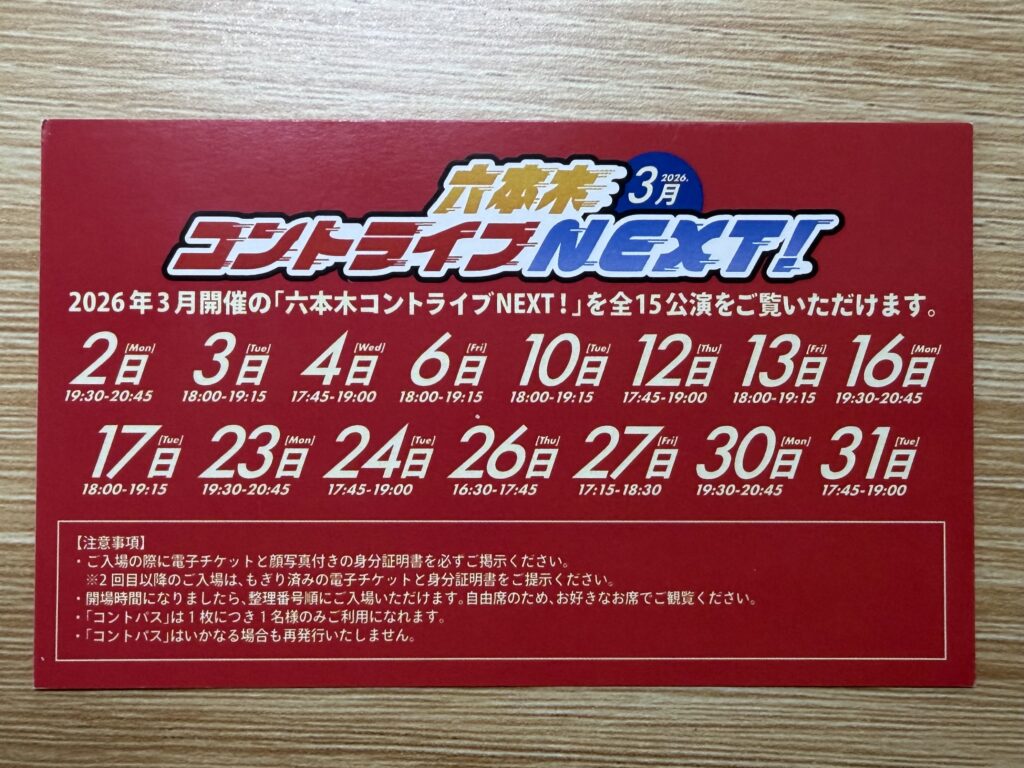 六本木
2026.
3月
コントライブNEXT!
2026年3月開催の「六本木コントライブNEXT!」を全15公演をご覧いただけます。
2日[Mon] 3日[Tue] 4日[Wed] 6日[Fri] 10日[Tue] 12日[Thu] 13日[Fri] 16日[Mon]
19:30-20:45 18:00-19:15 17:45-19:00 18:00-19:15 18:00-19:15 17:45-19:00 18:00-19:15 19:30-20:45
17日[Tue] 23日[Mon] 24日[Tue] 26日[Thu] 27日[Fri] 30日[Mon] 31日[Tue]
18:00-19:15 19:30-20:45 17:45-19:00 16:30-17:45 17:15-18:30 19:30-20:45 17:45-19:00
【注意事項】
・ご入場の際に電子チケットと顔写真付きの身分証明書を必ずご掲示ください。
※2回目以降のご入場は、もぎり済みの電子チケットと身分証明書をご提示ください。
・開場時間になりましたら、整理番号順にご入場いただけます。自由席のため、お好きなお席でご観覧ください。
・「コントパス」は1枚につき1名様のみご利用になれます。
・「コントパス」はいかなる場合も再発行いたしません。